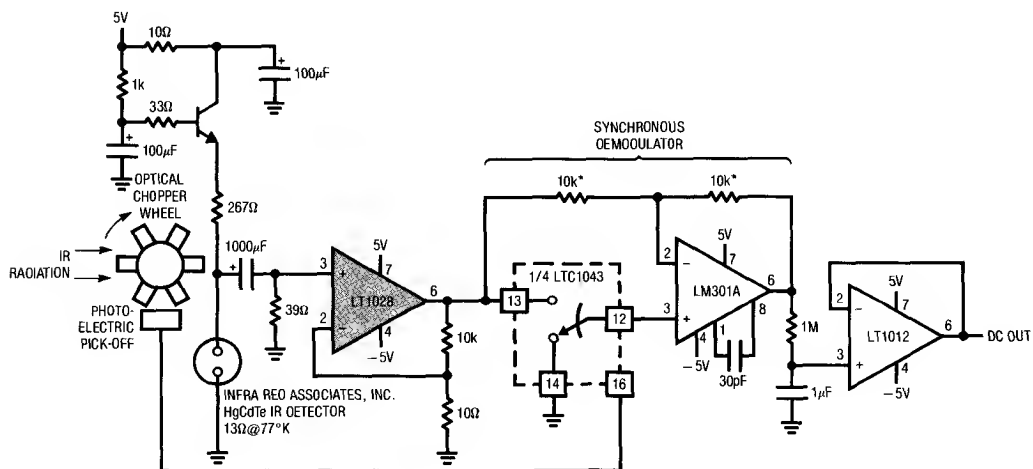 5V
10Ω
1k
+
100μF
33Ω
+
100μF
OPTICAL
CHOPPER
WHEEL
IR
RADIATION
PHOTO-
ELECTRIC
PICK-OFF
267Ω
1000μF
+
39Ω
INFRA REO ASSOCIATES, INC.
HgCdTe IR DETECTOR
13Ω@77°K
3
+
2
−
5V
7
LT1028
6
4
−5V
10k
10Ω
SYNCHRONOUS
OEMOOULATOR
10k*
10k*
1/4 LTC1043
13
12
14
16
2
−
3
+
5V
7
LM301A
6
4
−5V
1
8
30pF
1M
1μF
2
−
3
+
5V
7
LT1012
6
4
−5V
DC OUT